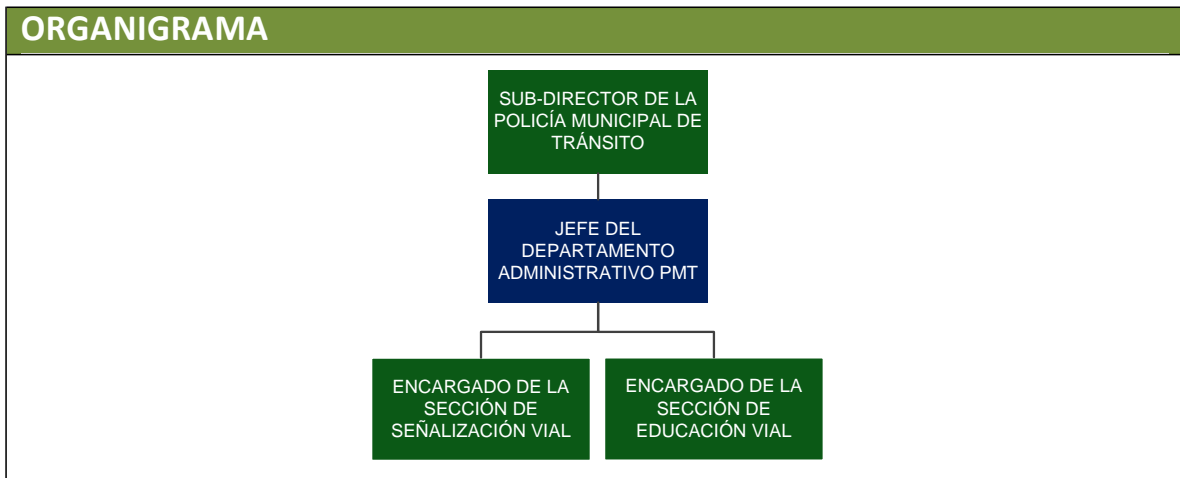 ORGANIGRAMA
SUB-DIRECTOR DE LA
POLICÍA MUNICIPAL DE
TRÁNSITO
JEFE DEL
DEPARTAMENTO
ADMINISTRATIVO PMT
ENCARGADO DE LA
SECCIÓN DE
SEÑALIZACIÓN VIAL
ENCARGADO DE LA
SECCIÓN DE
EDUCACIÓN VIAL